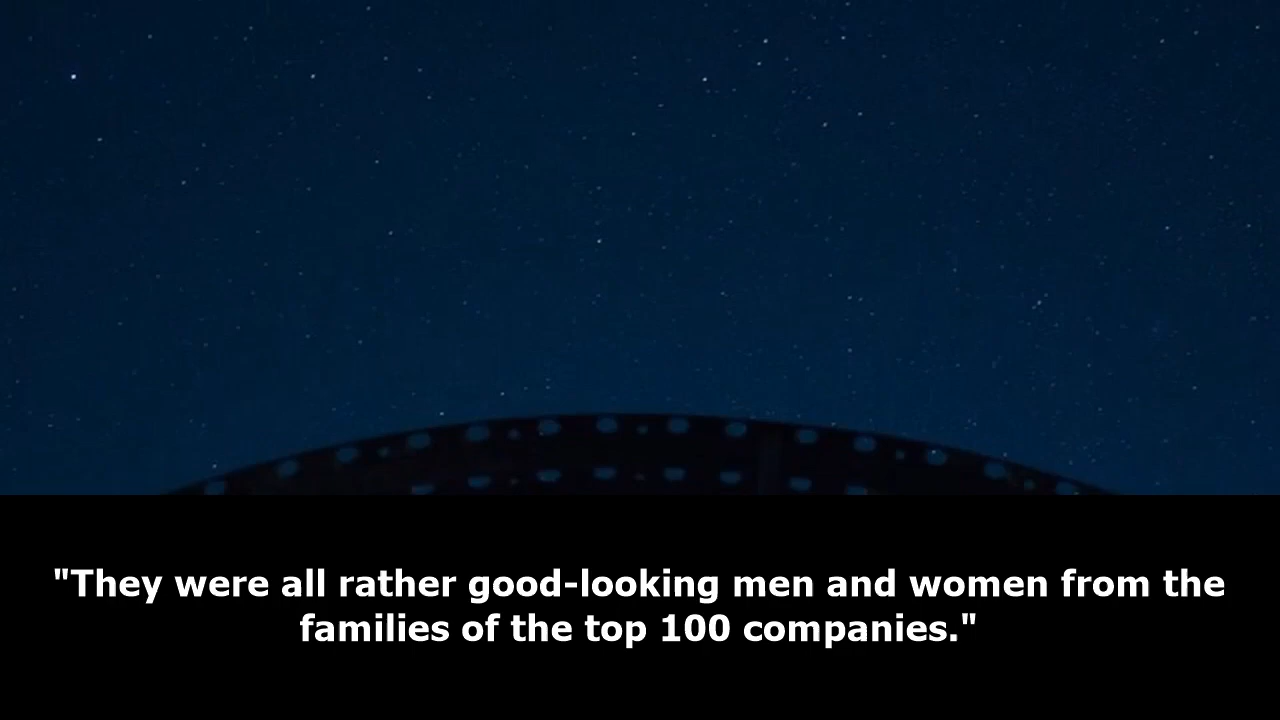 "They were all rather good-looking men and women from the
families of the top 100 companies."